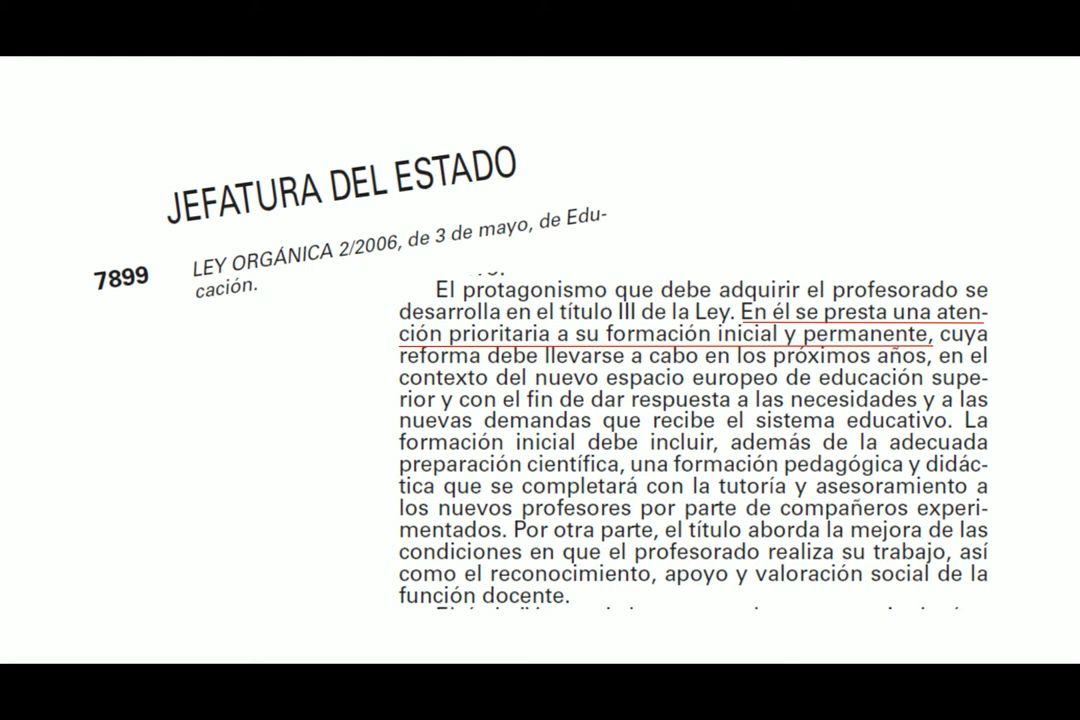 JEFATURA DEL ESTADO
7899 LEY ORGÁNICA 2/2006, de 3 de mayo, de Edu-
cación.
El protagonismo que debe adquirir el profesorado se
desarrolla en el título III de la Ley. En él se presta una aten-
ción prioritaria a su formación inicial y permanente, cuya
reforma debe llevarse a cabo en los próximos años, en el
contexto del nuevo espacio europeo de educación supe-
rior y con el fin de dar respuesta a las necesidades y a las
nuevas demandas que recibe el sistema educativo. La
formación inicial debe incluir, además de la adecuada
preparación científica, una formación pedagógica y didác-
tica que se completará con la tutoría y asesoramiento a
los nuevos profesores por parte de compañeros experi-
mentados. Por otra parte, el título aborda la mejora de las
condiciones en que el profesorado realiza su trabajo, así
como el reconocimiento, apoyo y valoración social de la
función docente.